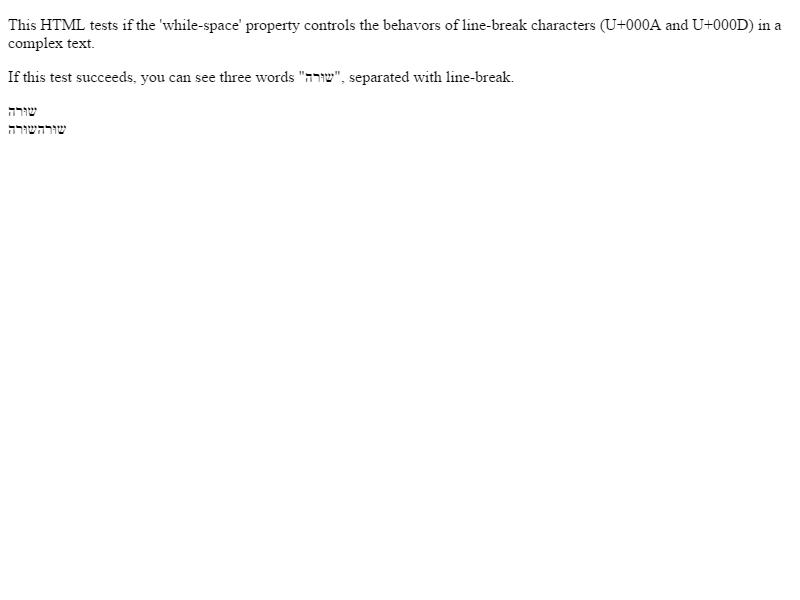 This HTML tests if the 'while-space' property controls the behavors of line-break characters (U+000A and U+000D) in a
complex text.
If this test succeeds, you can see three words "שורה", separated with line-break.
שורה
שורהשורה